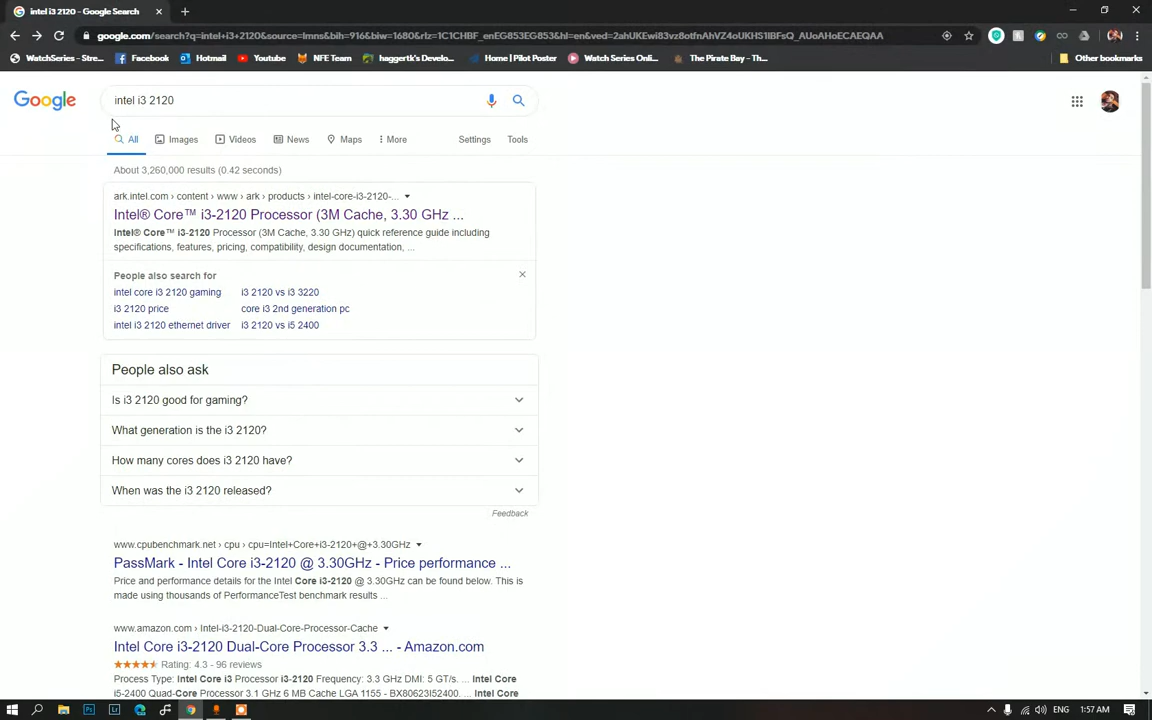 intel i3 2120 - Google Search
google.com/search?q=intel+i3+2120&source=lmns&bih=916&biw=1680&rlz=1C1CHBF_enEG853EG853&hl=en&ved=2ahUKEwi83vz8otfnAhVZ4oUKHS1IBFsQ_AUoAHoECAEQAA
WatchSeries - Stre...
Facebook
Hotmail
Youtube
NFE Team
haggertk's Develo...
Home | Pilot Poster
Watch Series Onli...
The Pirate Bay - Th...
Other bookmarks
Google
intel i3 2120
All
Images
Videos
News
Maps
More
Settings
Tools
About 3,260,000 results (0.42 seconds)
ark.intel.com › content › www › ark › products › intel-core-i3-2120-...
Intel® Core™ i3-2120 Processor (3M Cache, 3.30 GHz ...
Intel® Core™ i3-2120 Processor (3M Cache, 3.30 GHz) quick reference guide including
specifications, features, pricing, compatibility, design documentation, ...
People also search for
intel core i3 2120 gaming
i3 2120 vs i3 3220
i3 2120 price
core i3 2nd generation pc
intel i3 2120 ethernet driver
i3 2120 vs i5 2400
People also ask
Is i3 2120 good for gaming?
What generation is the i3 2120?
How many cores does i3 2120 have?
When was the i3 2120 released?
Feedback
www.cpubenchmark.net › cpu › cpu=Intel+Core+i3-2120+@+3.30GHz
PassMark - Intel Core i3-2120 @ 3.30GHz - Price performance ...
Price and performance details for the Intel Core i3-2120 @ 3.30GHz can be found below. This is
made using thousands of PerformanceTest benchmark results ...
www.amazon.com › Intel-i3-2120-Dual-Core-Processor-Cache
Intel Core i3-2120 Dual-Core Processor 3.3 ... - Amazon.com
Rating: 4.3 - 96 reviews
Process Type: Intel Core i3 Processor i3-2120 Frequency: 3.3 GHz DMI: 5 GT/s. ... Intel Core
i5-2400 Quad-Core Processor 3.1 GHz 6 MB Cache LGA 1155 - BX80623I52400. ... Intel Core
Ps
Lr
ENG
1:57 AM